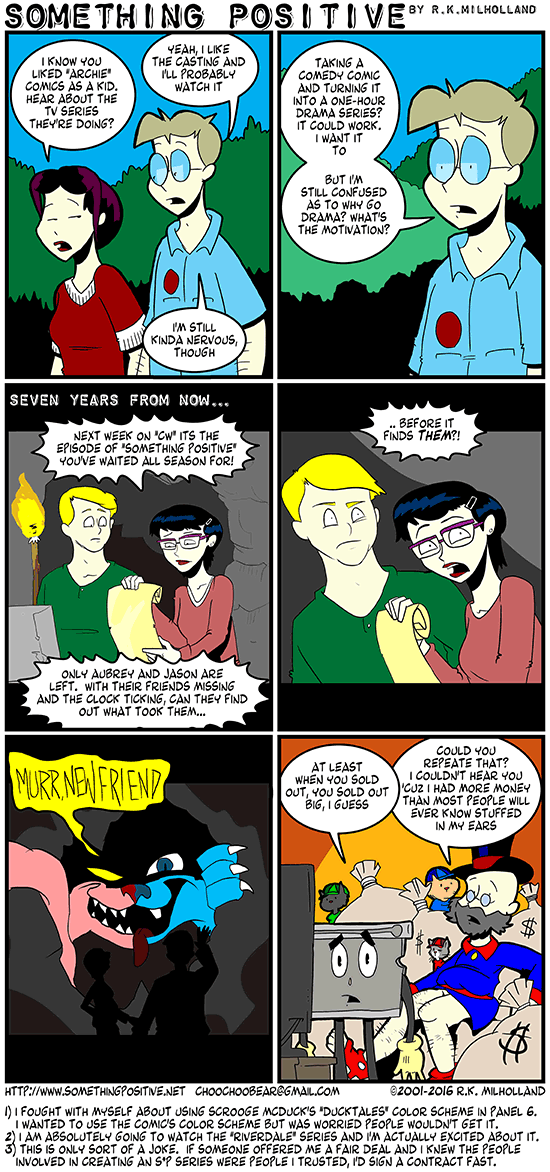 SOMETHING POSITIVE BY R.K.MILHOLLAND
I KNOW YOU
LIKED "ARCHIE"
COMICS AS A KID.
HEAR ABOUT THE
TV SERIES
THEY'RE DOING?
YEAH, I LIKE
THE CASTING AND
I'LL PROBABLY
WATCH IT
I'M STILL
KINDA NERVOUS,
THOUGH
TAKING A
COMEDY COMIC
AND TURNING IT
INTO A ONE-HOUR
DRAMA SERIES?
IT COULD WORK.
I WANT IT
TO
BUT I'M
STILL CONFUSED
AS TO WHY GO
DRAMA? WHAT'S
THE MOTIVATION?
SEVEN YEARS FROM NOW...
NEXT WEEK ON "CW" ITS THE
EPISODE OF "SOMETHING POSITIVE"
YOU'VE WAITED ALL SEASON FOR!
ONLY AUBREY AND JASON ARE
LEFT. WITH THEIR FRIENDS MISSING
AND THE CLOCK TICKING, CAN THEY FIND
OUT WHAT TOOK THEM...
.. BEFORE IT
FINDS THEM?!
MURR, NEW FRIEND
AT LEAST
WHEN YOU SOLD
OUT, YOU SOLD OUT
BIG, I GUESS
COULD YOU
REPEAT THAT?
I COULDN'T HEAR YOU
'CUZ I HAD MORE MONEY
THAN MOST PEOPLE WILL
EVER KNOW STUFFED
IN MY EARS
$
$
$
HTTP://WWW.SOMETHINGPOSITIVE.NET CHOOCHOOBEAR@GMAIL.COM ©2001-2016 R.K. MILHOLLAND
1) I FOUGHT WITH MYSELF ABOUT USING SCROOGE MCDUCK'S "DUCKTALES" COLOR SCHEME IN PANEL 6.
I WANTED TO USE THE COMIC'S COLOR SCHEME BUT WAS WORRIED PEOPLE WOULDN'T GET IT.
2) I AM ABSOLUTELY GOING TO WATCH THE "RIVERDALE" SERIES AND I'M ACTUALLY EXCITED ABOUT IT.
3) THIS IS ONLY SORT OF A JOKE. IF SOMEONE OFFERED ME A FAIR DEAL AND I KNEW THE PEOPLE
INVOLVED IN CREATING AN S*P SERIES WERE PEOPLE I TRUSTED, I'D SIGN A CONTRACT FAST.